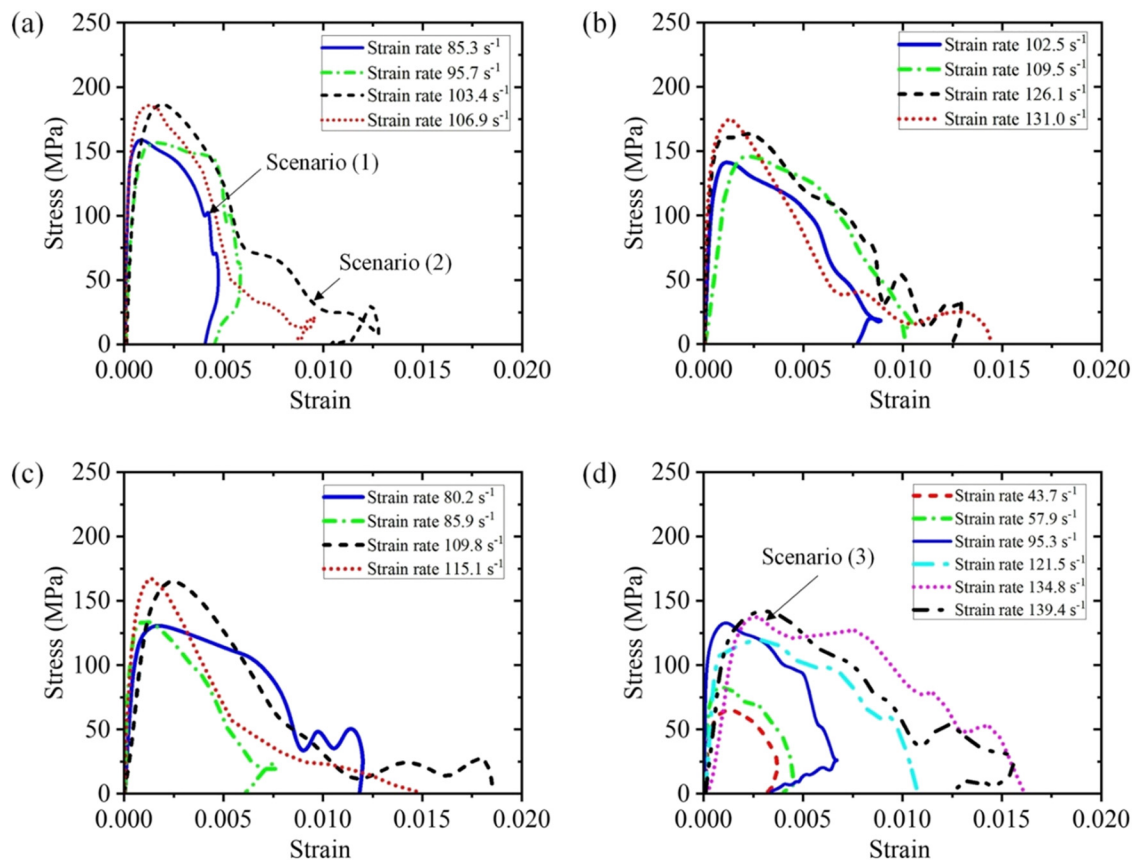 (a)
250
200
150
100
50
0
Stress (MPa)
Strain rate 85.3 s⁻¹
Strain rate 95.7 s⁻¹
Strain rate 103.4 s⁻¹
Strain rate 106.9 s⁻¹
Scenario (1)
Scenario (2)
0.000 0.005 0.010 0.015 0.020
Strain
(b)
250
200
150
100
50
0
Stress (MPa)
Strain rate 102.5 s⁻¹
Strain rate 109.5 s⁻¹
Strain rate 126.1 s⁻¹
Strain rate 131.0 s⁻¹
0.000 0.005 0.010 0.015 0.020
Strain
(c)
250
200
150
100
50
0
Stress (MPa)
Strain rate 80.2 s⁻¹
Strain rate 85.9 s⁻¹
Strain rate 109.8 s⁻¹
Strain rate 115.1 s⁻¹
0.000 0.005 0.010 0.015 0.020
Strain
(d)
250
200
150
100
50
0
Stress (MPa)
Strain rate 43.7 s⁻¹
Strain rate 57.9 s⁻¹
Strain rate 95.3 s⁻¹
Strain rate 121.5 s⁻¹
Strain rate 134.8 s⁻¹
Strain rate 139.4 s⁻¹
Scenario (3)
0.000 0.005 0.010 0.015 0.020
Strain